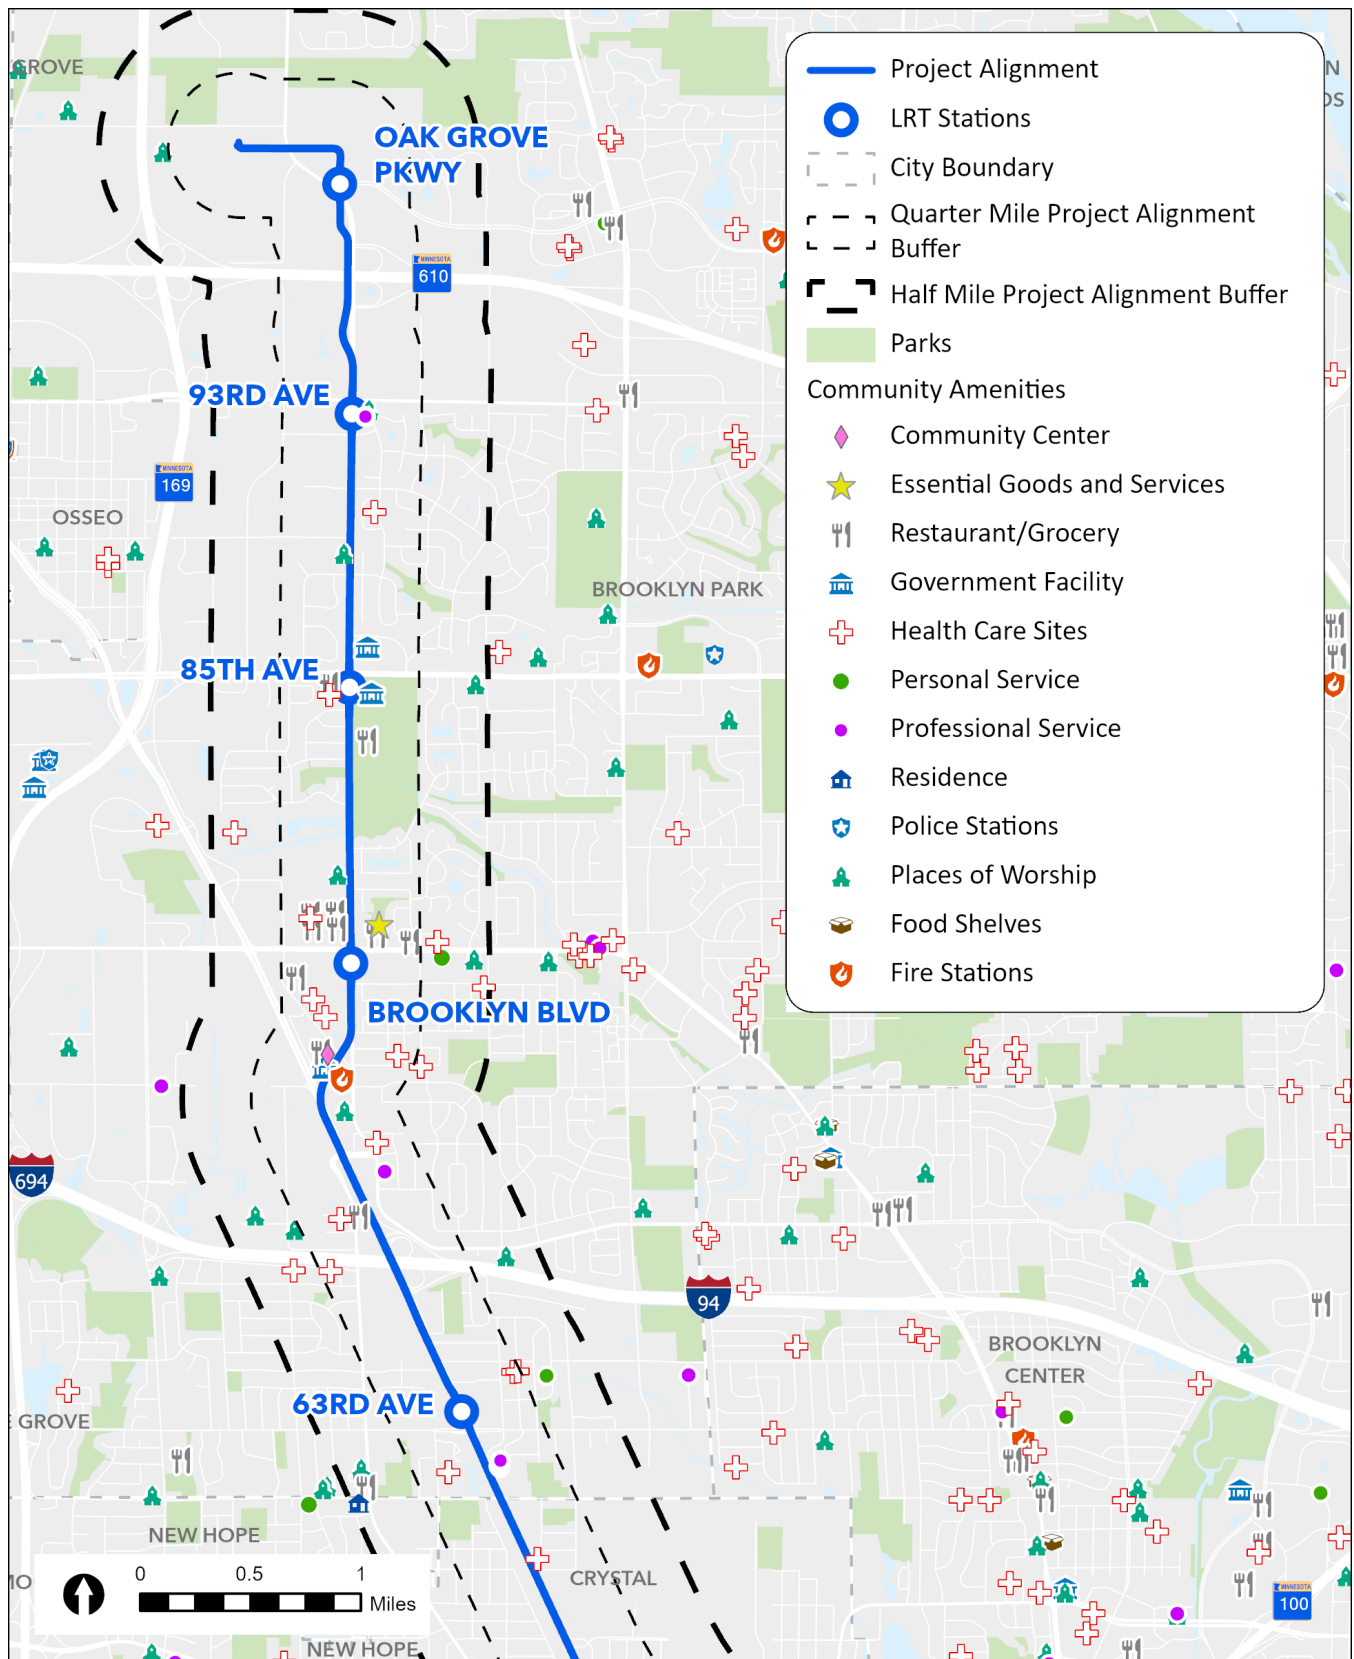 GROVE
OAK GROVE
PKWY
MINNESOTA
610
93RD AVE
MINNESOTA
169
OSSEO
BROOKLYN PARK
85TH AVE
BROOKLYN BLVD
694
94
BROOKLYN
CENTER
63RD AVE
GROVE
NEW HOPE
CRYSTAL
MINNESOTA
100
NEW HOPE
0 0.5 1
Miles
Project Alignment
LRT Stations
City Boundary
Quarter Mile Project Alignment
Buffer
Half Mile Project Alignment Buffer
Parks
Community Amenities
Community Center
Essential Goods and Services
Restaurant/Grocery
Government Facility
Health Care Sites
Personal Service
Professional Service
Residence
Police Stations
Places of Worship
Food Shelves
Fire Stations